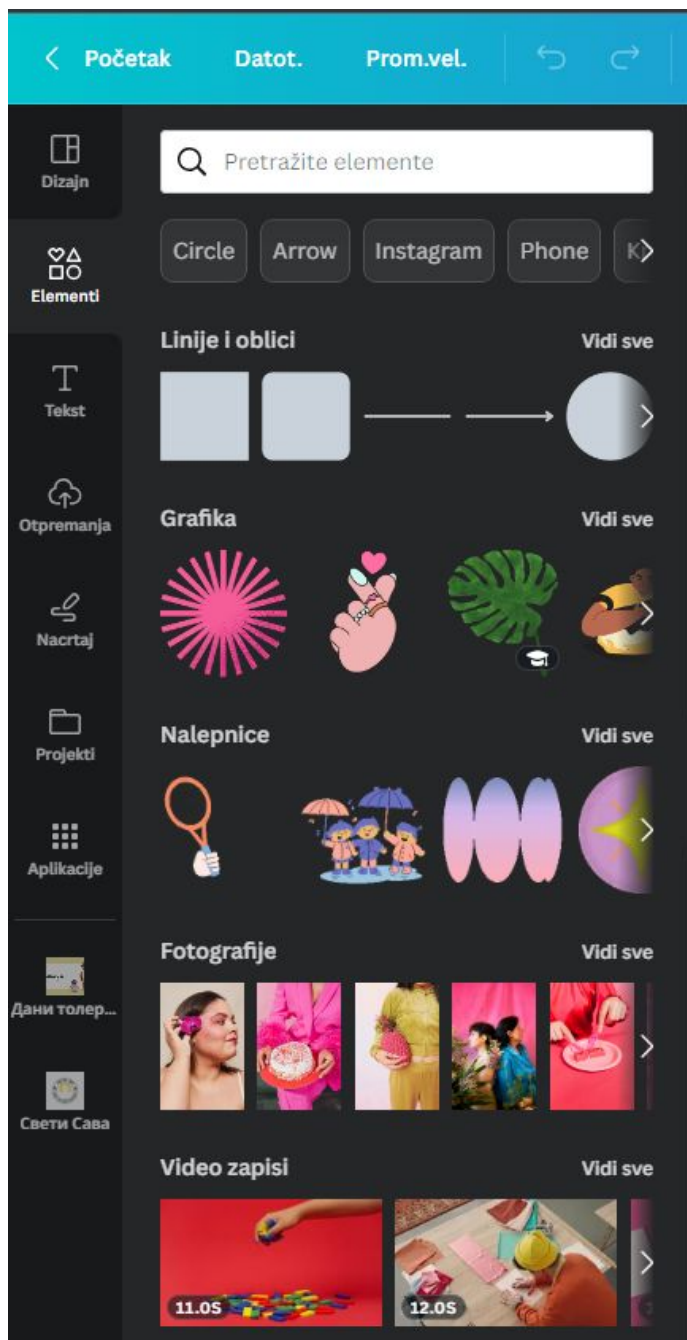 Početak Datot. Prom.vel.
Dizajn
Elementi
Tekst
Otpremanja
Nacrtaj
Projekti
Aplikacije
Дани толер...
Свети Сава
Pretražite elemente
Circle Arrow Instagram Phone
Linije i oblici Vidi sve
Grafika Vidi sve
Nalepnice Vidi sve
Fotografije Vidi sve
Video zapisi Vidi sve
11.0S 12.0S